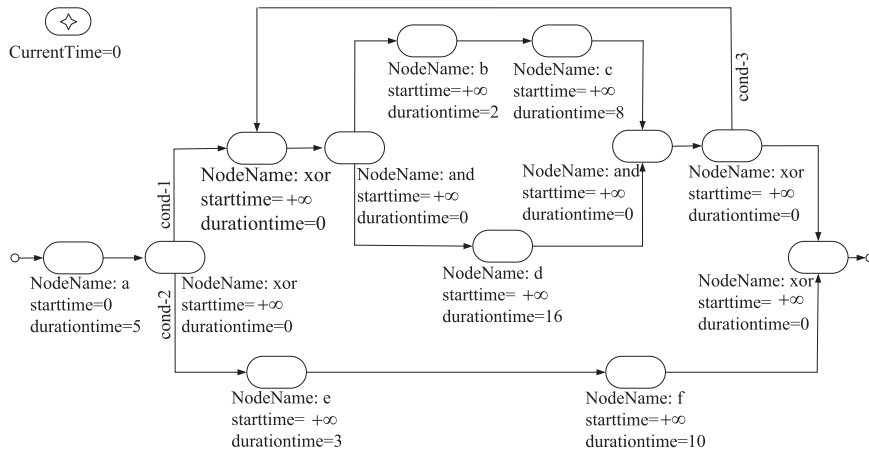 CurrentTime=0
cond-3
NodeName: b
starttime=+∞
durationtime=2
NodeName: c
starttime=+∞
durationtime=8
cond-1
NodeName: xor
starttime= +∞
durationtime=0
NodeName: and
starttime= +∞
durationtime=0
NodeName: and
starttime= +∞
durationtime=0
NodeName: xor
starttime= +∞
durationtime=0
NodeName: a
starttime=0
durationtime=5
cond-2
NodeName: xor
starttime= +∞
durationtime=0
NodeName: d
starttime= +∞
durationtime=16
NodeName: xor
starttime= +∞
durationtime=0
NodeName: e
starttime= +∞
durationtime=3
NodeName: f
starttime=+∞
durationtime=10